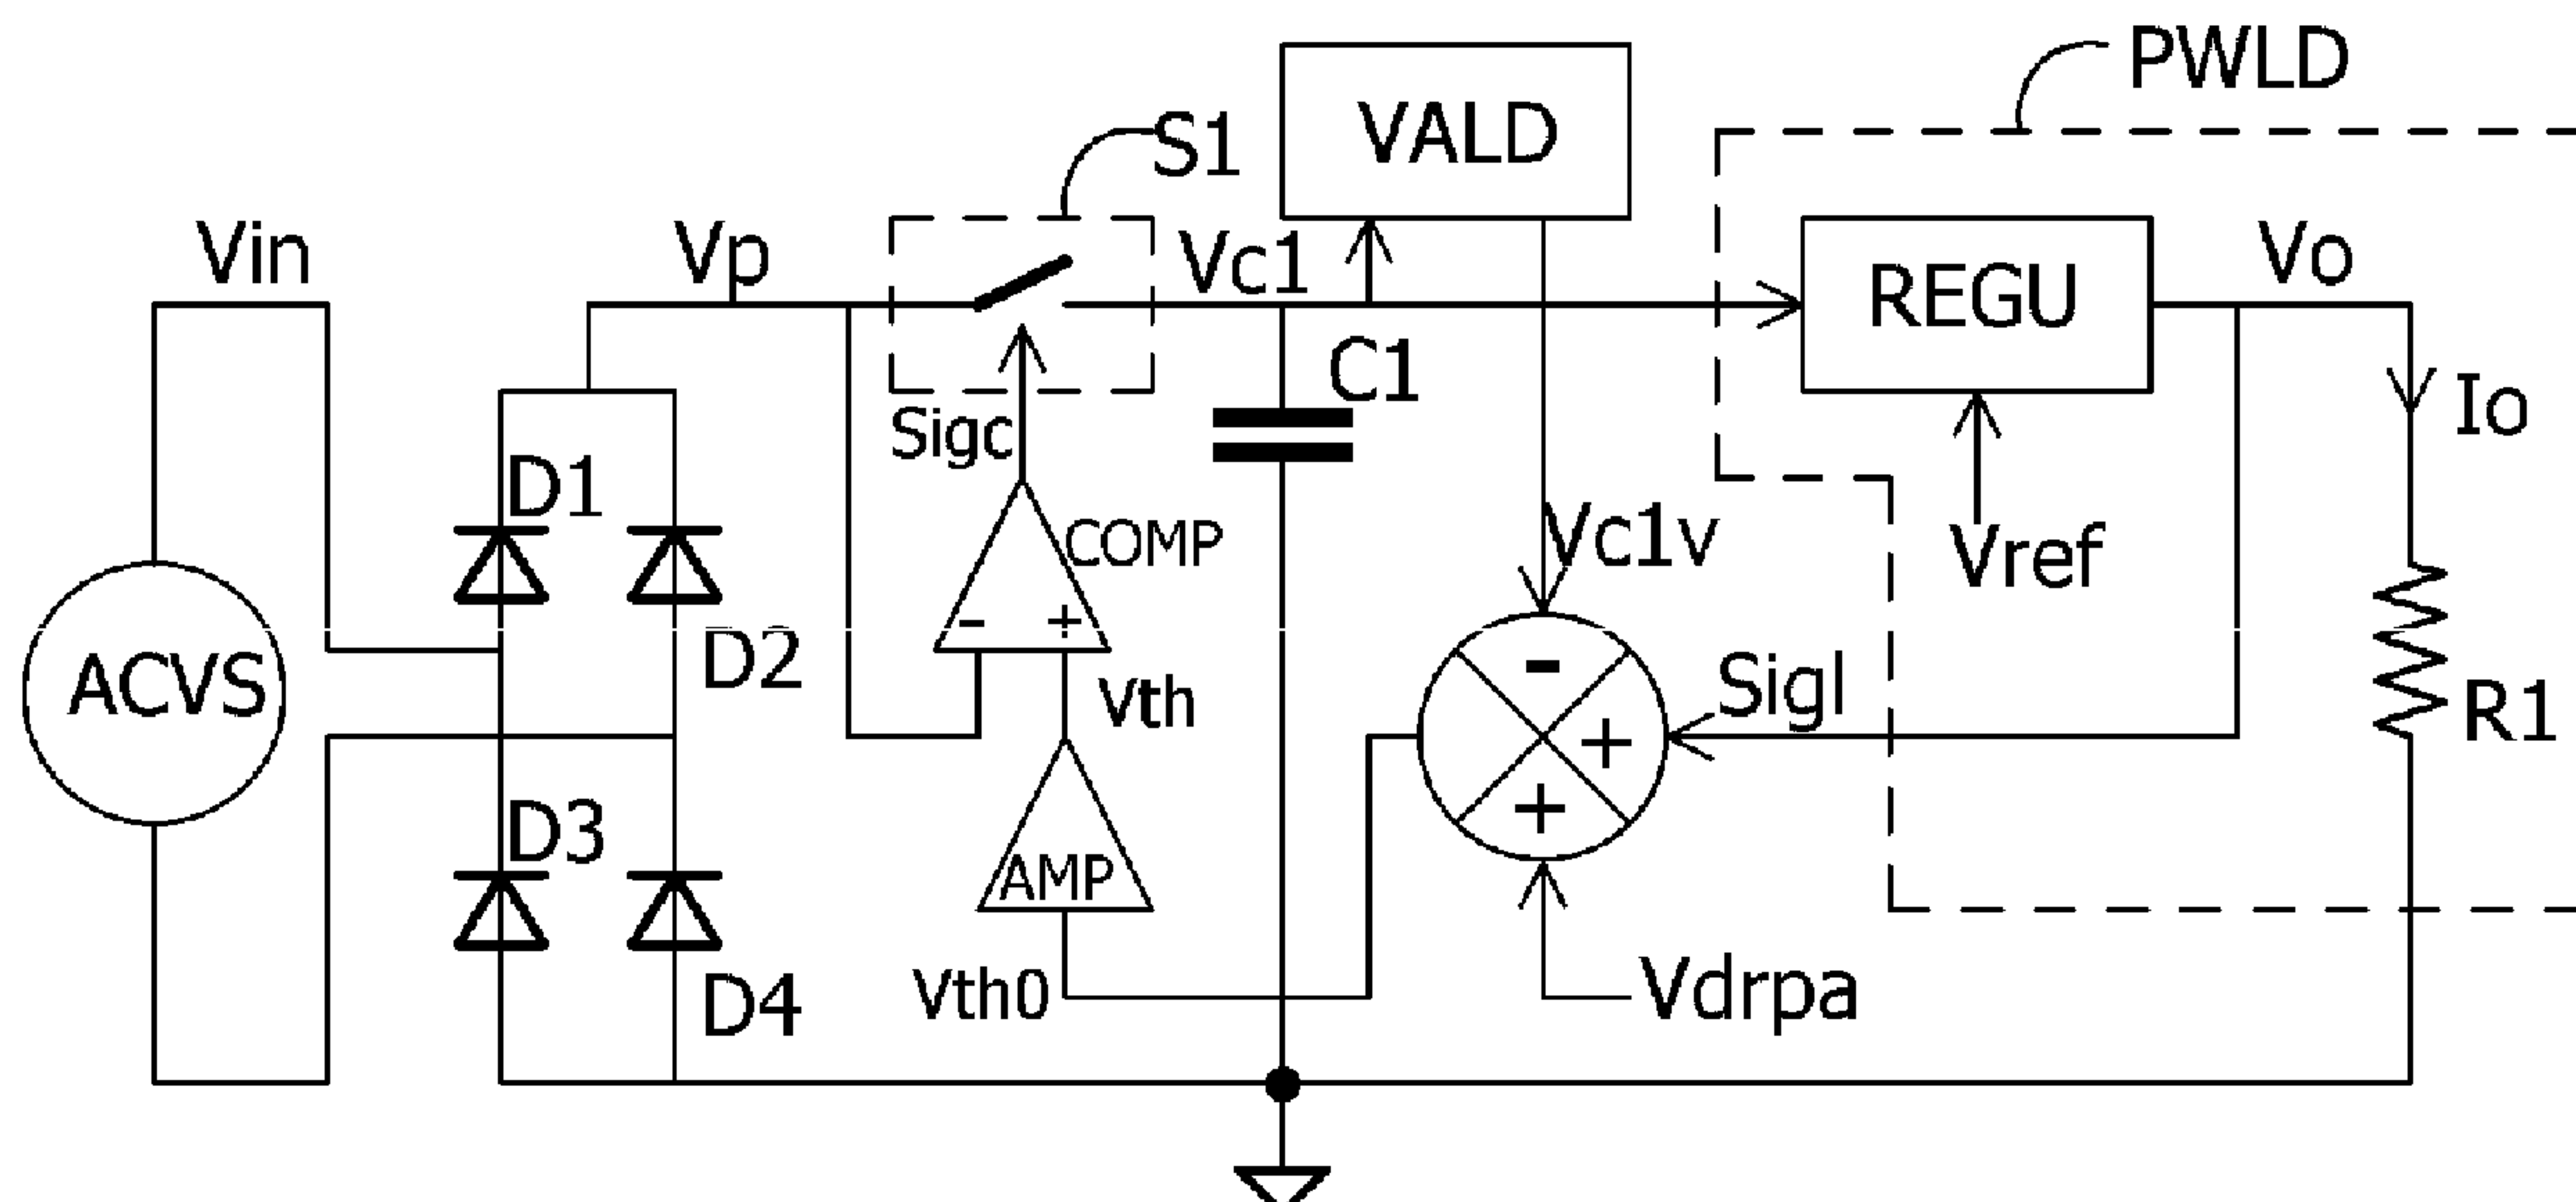 PWLD
VALD
S1
Vin
Vp
Vc1
REGU
Vo
C1
Io
Sigc
D1
COMP
Vc1v
Vref
- +
-
ACVS
D2
Vth
Sigl
R1
+
+
D3
AMP
D4
Vth0
Vdrpa